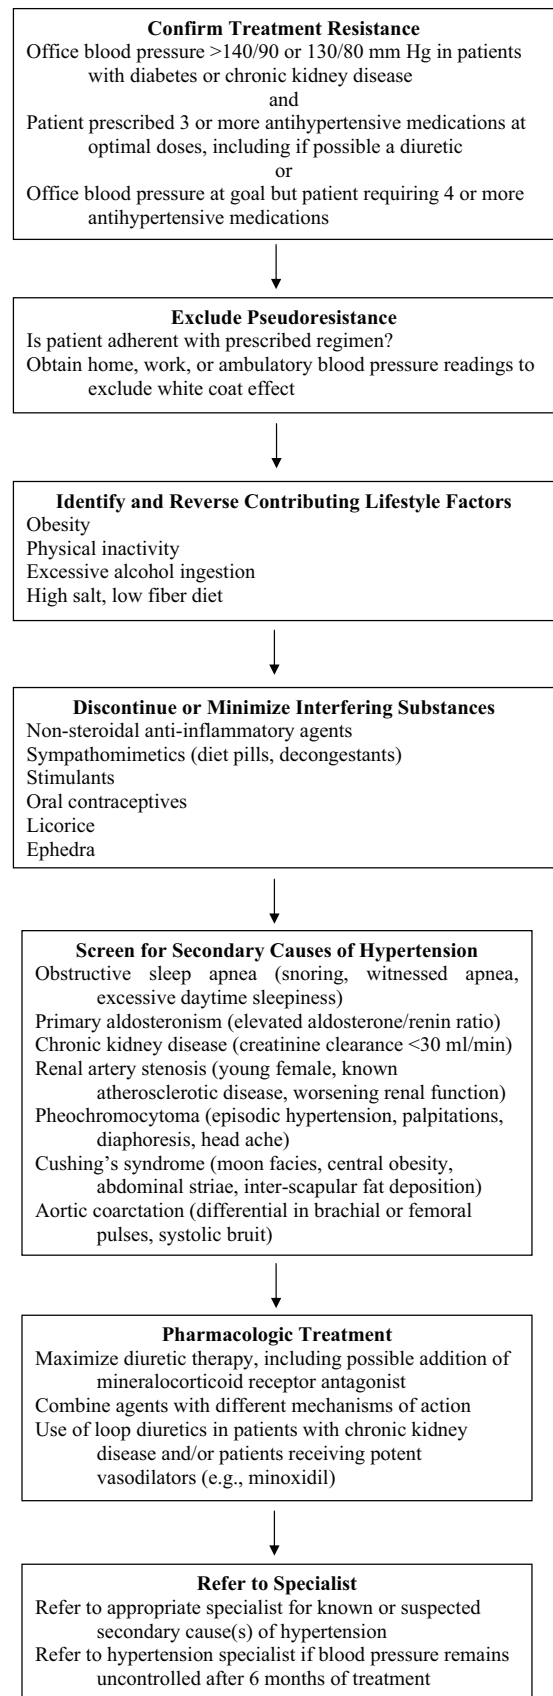 Confirm Treatment Resistance
Office blood pressure >140/90 or 130/80 mm Hg in patients
with diabetes or chronic kidney disease
and
Patient prescribed 3 or more antihypertensive medications at
optimal doses, including if possible a diuretic
or
Office blood pressure at goal but patient requiring 4 or more
antihypertensive medications
Exclude Pseudoresistance
Is patient adherent with prescribed regimen?
Obtain home, work, or ambulatory blood pressure readings to
exclude white coat effect
Identify and Reverse Contributing Lifestyle Factors
Obesity
Physical inactivity
Excessive alcohol ingestion
High salt, low fiber diet
Discontinue or Minimize Interfering Substances
Non-steroidal anti-inflammatory agents
Sympathomimetics (diet pills, decongestants)
Stimulants
Oral contraceptives
Licorice
Ephedra
Screen for Secondary Causes of Hypertension
Obstructive sleep apnea (snoring, witnessed apnea,
excessive daytime sleepiness)
Primary aldosteronism (elevated aldosterone/renin ratio)
Chronic kidney disease (creatinine clearance <30 ml/min)
Renal artery stenosis (young female, known
atherosclerotic disease, worsening renal function)
Pheochromocytoma (episodic hypertension, palpitations,
diaphoresis, head ache)
Cushing’s syndrome (moon facies, central obesity,
abdominal striae, inter-scapular fat deposition)
Aortic coarctation (differential in brachial or femoral
pulses, systolic bruit)
Pharmacologic Treatment
Maximize diuretic therapy, including possible addition of
mineralocorticoid receptor antagonist
Combine agents with different mechanisms of action
Use of loop diuretics in patients with chronic kidney
disease and/or patients receiving potent
vasodilators (e.g., minoxidil)
Refer to Specialist
Refer to appropriate specialist for known or suspected
secondary cause(s) of hypertension
Refer to hypertension specialist if blood pressure remains
uncontrolled after 6 months of treatment